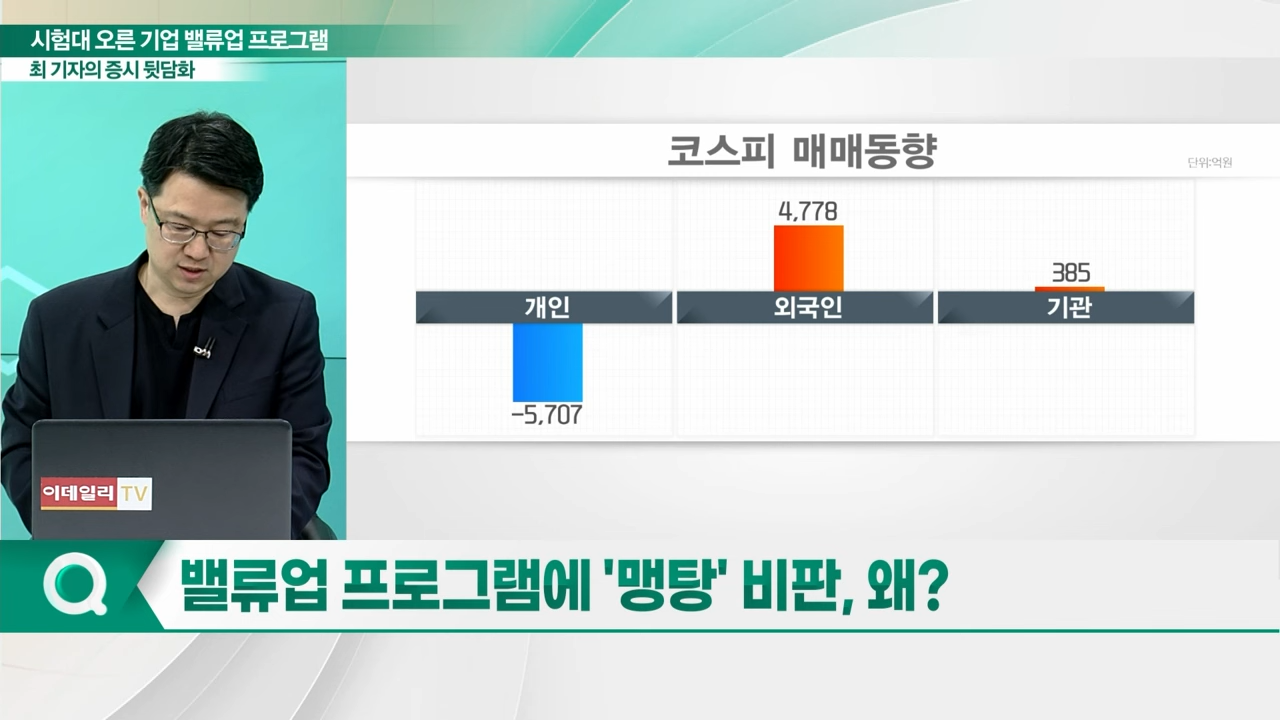 시험대 오른 기업 밸류업 프로그램
최 기자의 증시 뒷담화
코스피 매매동향
단위:억원
4,778
385
개인
외국인
기관
-5,707
이데일리 TV
Q
밸류업 프로그램에 '맹탕' 비판, 왜?